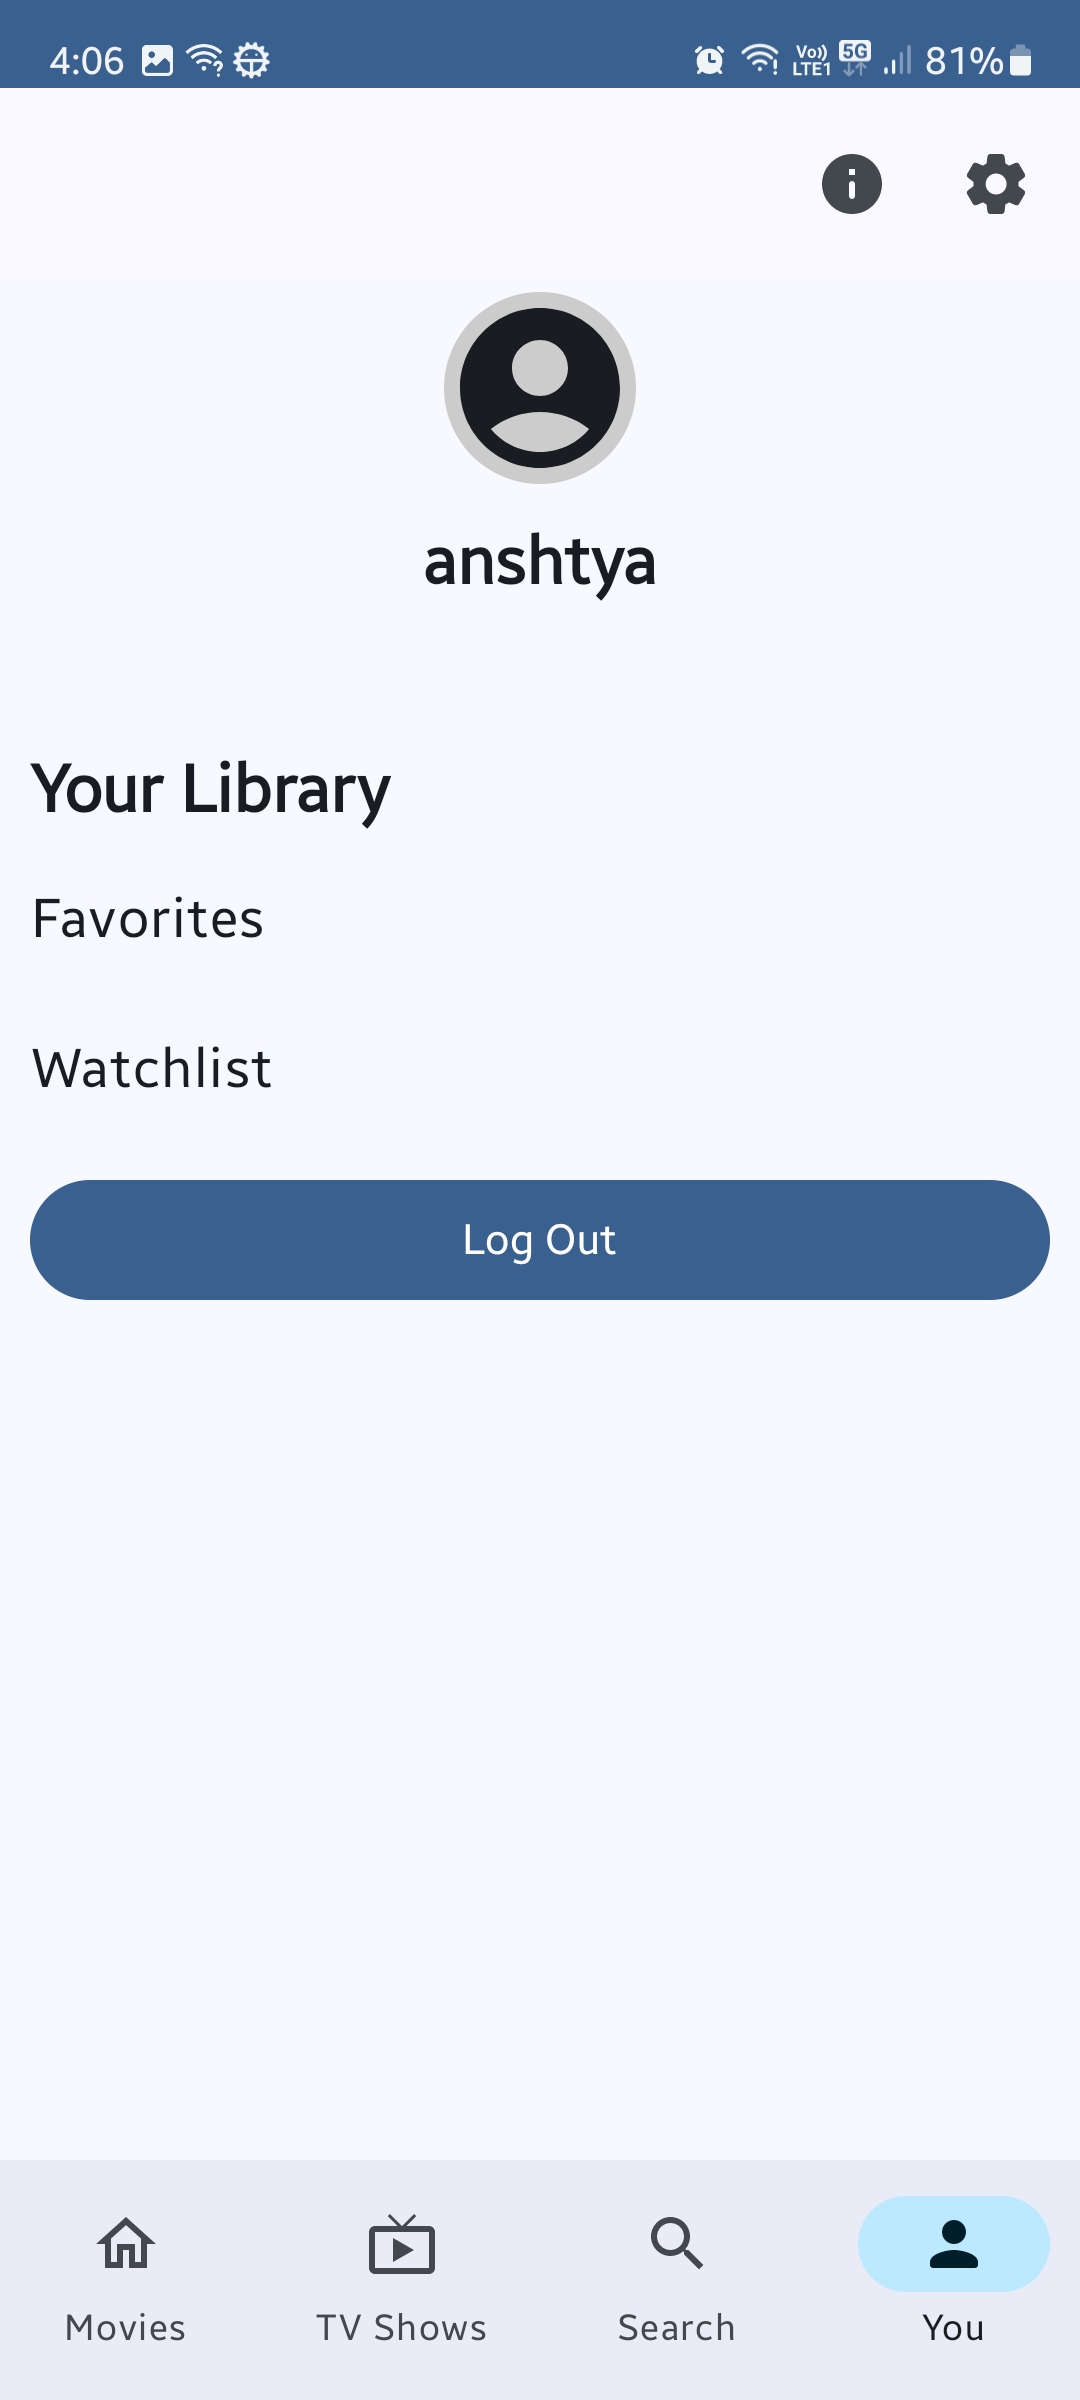 4:06 Vo)) LTE1 5G 81%
anshtya
Your Library
Favorites
Watchlist
Log Out
Movies TV Shows Search You